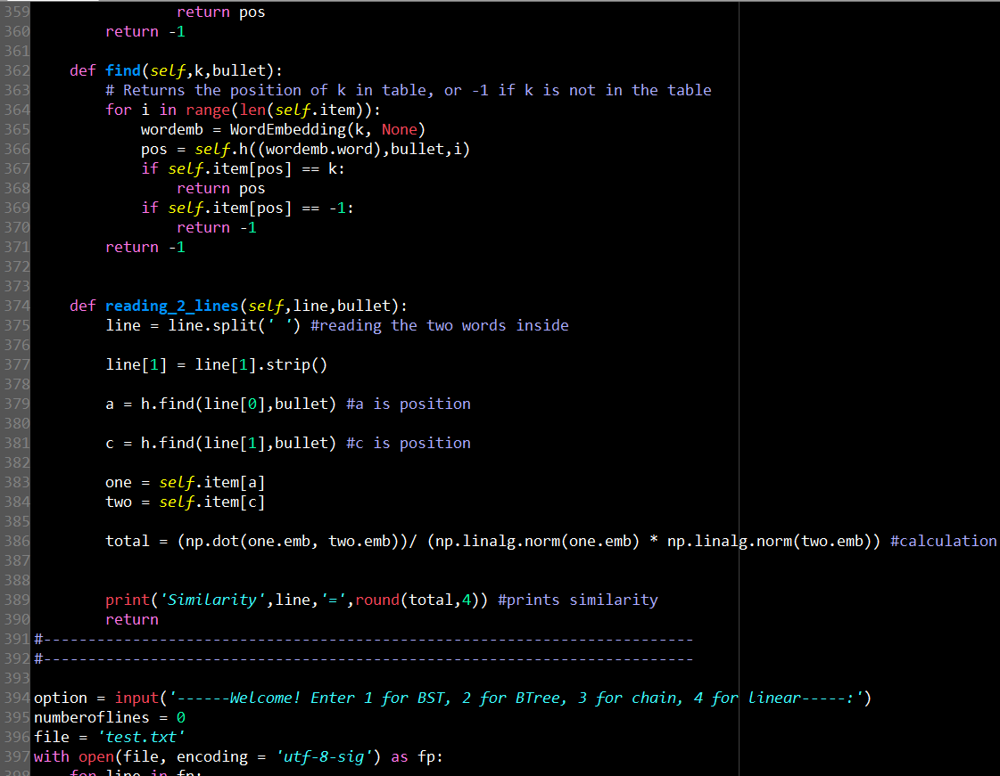 359                return pos
360        return -1
361
362    def find(self,k,bullet):
363        # Returns the position of k in table, or -1 if k is not in the table
364        for i in range(len(self.item)):
365            wordemb = WordEmbedding(k, None)
366            pos = self.h((wordemb.word),bullet,i)
367            if self.item[pos] == k:
368                return pos
369            if self.item[pos] == -1:
370                return -1
371        return -1
372
373
374    def reading_2_lines(self,line,bullet):
375        line = line.split(' ') #reading the two words inside
376
377        line[1] = line[1].strip()
378
379        a = h.find(line[0],bullet) #a is position
380
381        c = h.find(line[1],bullet) #c is position
382
383        one = self.item[a]
384        two = self.item[c]
385
386        total = (np.dot(one.emb, two.emb))/ (np.linalg.norm(one.emb) * np.linalg.norm(two.emb)) #calculation
387
388
389        print('Similarity',line,'=',round(total,4)) #prints similarity
390        return
391#-------------------------------------------------------------------------
392#-------------------------------------------------------------------------
393
394option = input('------Welcome! Enter 1 for BST, 2 for BTree, 3 for chain, 4 for linear-----:')
395numberoflines = 0
396file = 'test.txt'
397with open(file, encoding = 'utf-8-sig') as fp:
398    for line in fp: